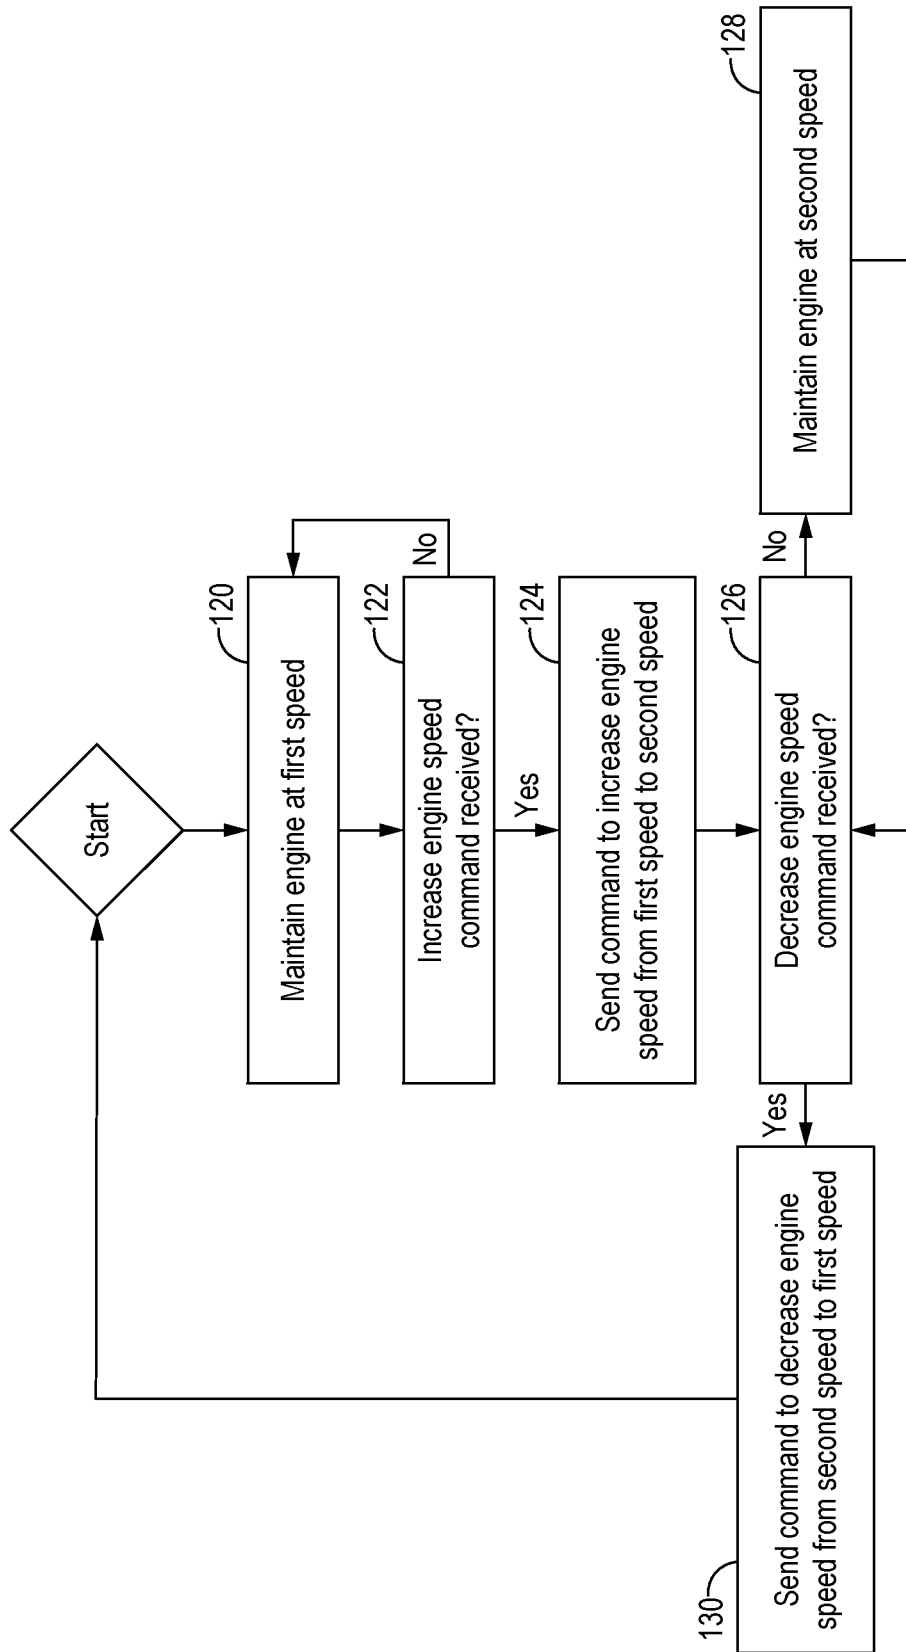 Start
120
Maintain engine at first speed
122
Increase engine speed
command received?
No
Yes
124
Send command to increase engine
speed from first speed to second speed
126
Decrease engine speed
command received?
No
128
Maintain engine at second speed
Yes
130
Send command to decrease engine
speed from second speed to first speed